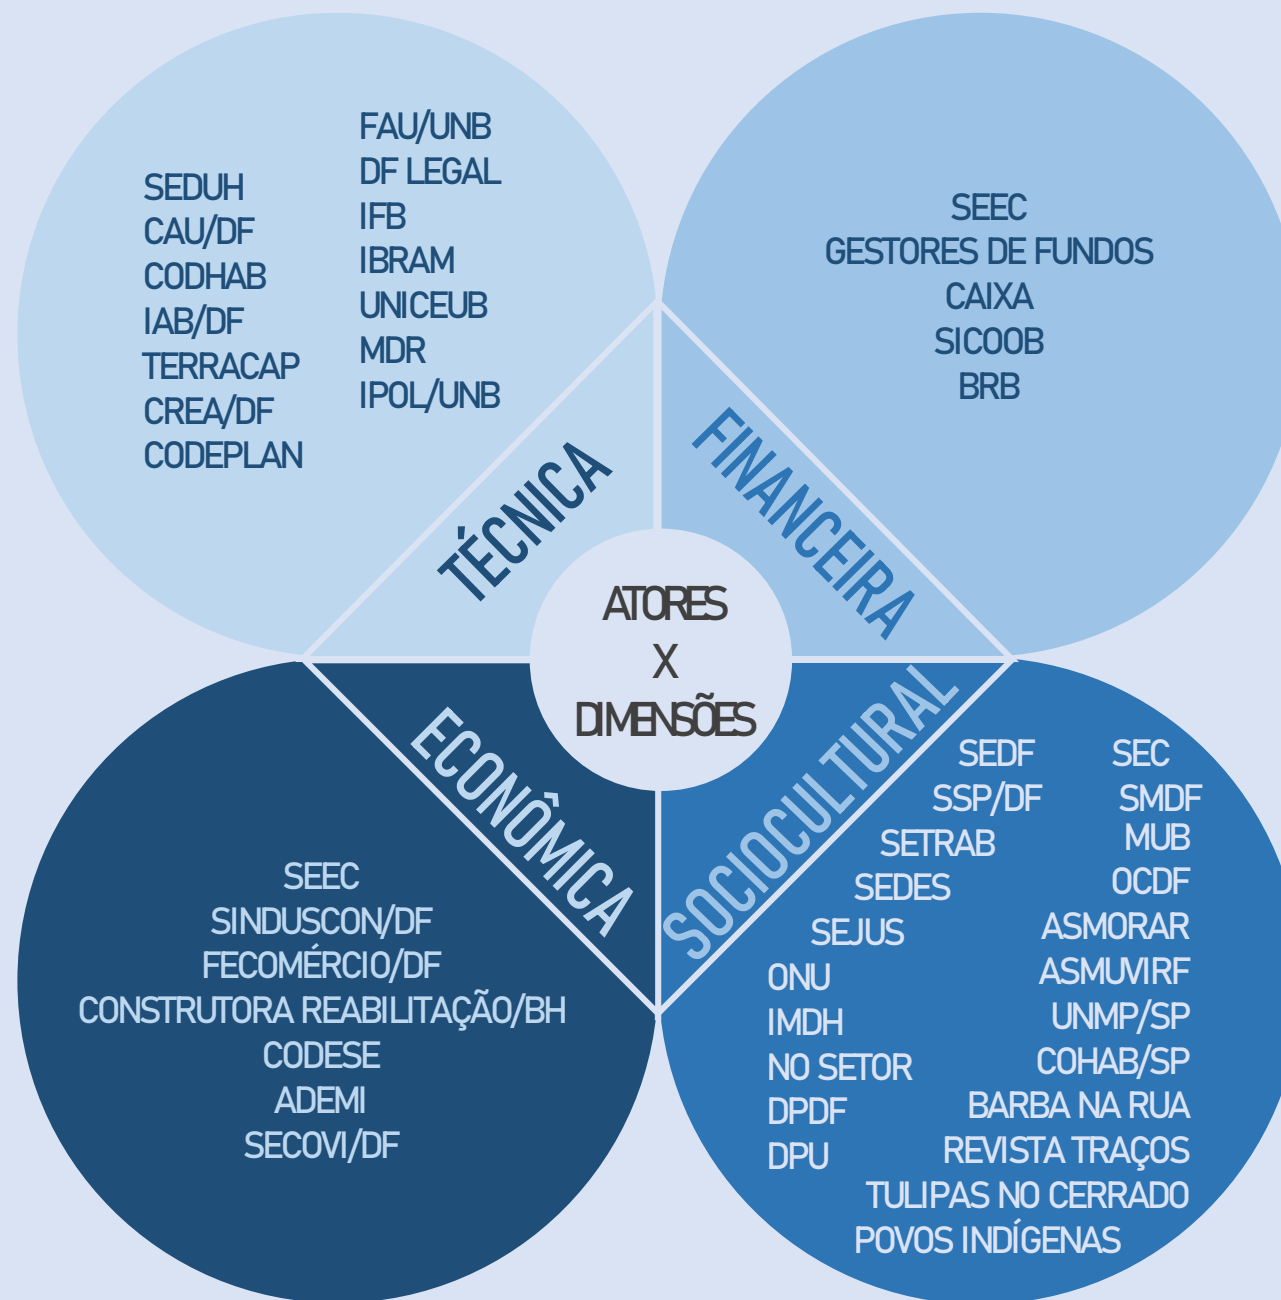 SEDUH
CAU/DF
CODHAB
IAB/DF
TERRACAP
CREA/DF
CODEPLAN
FAU/UNB
DF LEGAL
IFB
IBRAM
UNICEUB
MDR
IPOL/UNB
TÉCNICA
SEEC
GESTORES DE FUNDOS
CAIXA
SICOOB
BRB
FINANCEIRA
ATORES
X
DIMENSÕES
ECONÔMICA
SEEC
SINDUSCON/DF
FECOMÉRCIO/DF
CONSTRUTORA REABILITAÇÃO/BH
CODESE
ADEMI
SECOVI/DF
SOCIOCULTURAL
SEDF
SSP/DF
SETRAB
SEDES
SEJUS
ONU
IMDH
NO SETOR
DPDF
DPU
SEC
SMDF
MUB
OCDF
ASMORAR
ASMUVIRF
UNMP/SP
COHAB/SP
BARBA NA RUA
REVISTA TRAÇOS
TULIPAS NO CERRADO
POVOS INDÍGENAS